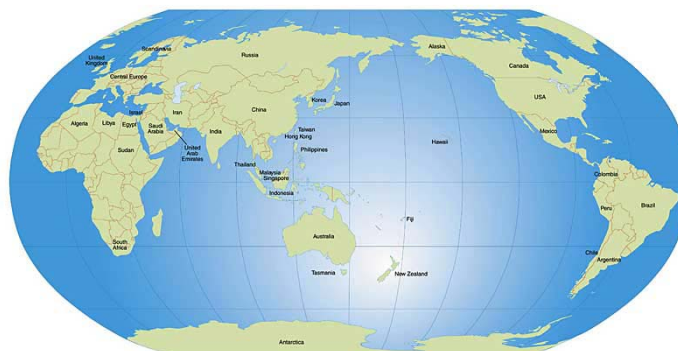 Scandinavia
United
Kingdom
Central Europe
Russia
Alaska
Canada
USA
Mexico
Israel
Iran
China
Korea
Japan
Algeria
Libya
Egypt
Saudi
Arabia
India
United
Arab
Emirates
Sudan
Taiwan
Hong Kong
Philippines
Hawaii
Thailand
Malaysia
Singapore
Indonesia
Colombia
Peru
Brazil
Fiji
Australia
South
Africa
Chile
Argentina
Tasmania
New Zealand
Antarctica